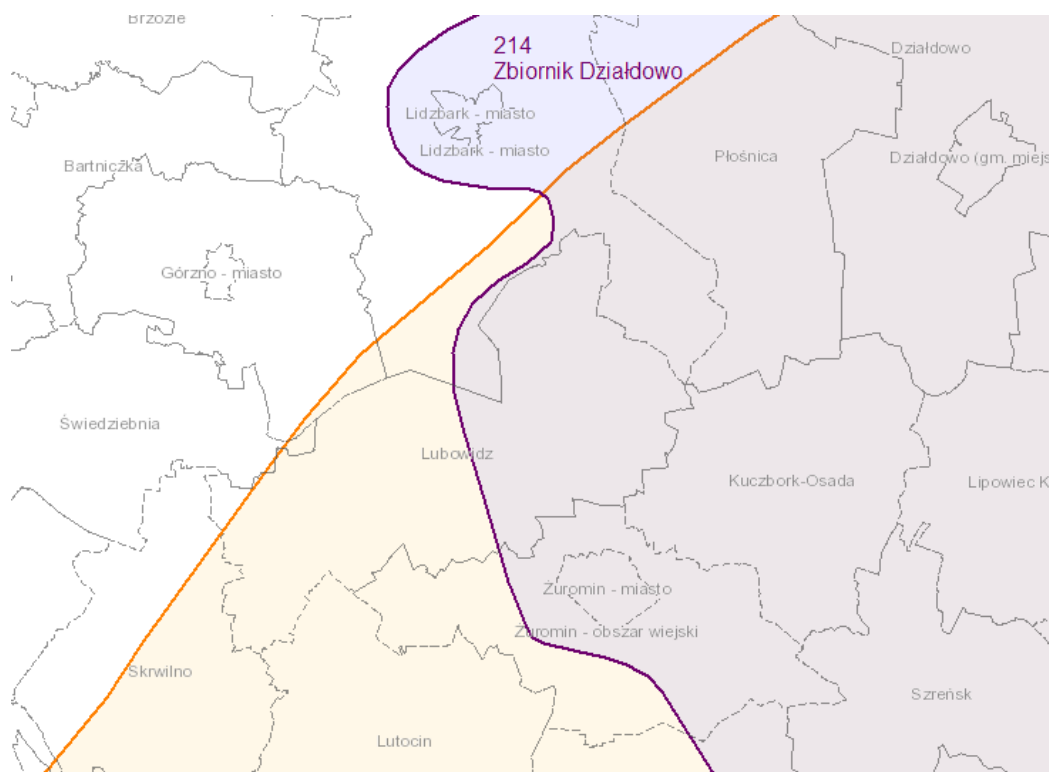 Brzozie
214
Zbiornik Działdowo
Działdowo
Lidzbark - miasto
Lidzbark - miasto
Bartniczka
Płośnica
Działdowo (gm. miejs
Górzno - miasto
Świedziebnia
Lubowidz
Kuczbork-Osada
Lipowiec K
Żuromin - miasto
Żuromin - obszar wiejski
Skrwilno
Szreńsk
Lutocin